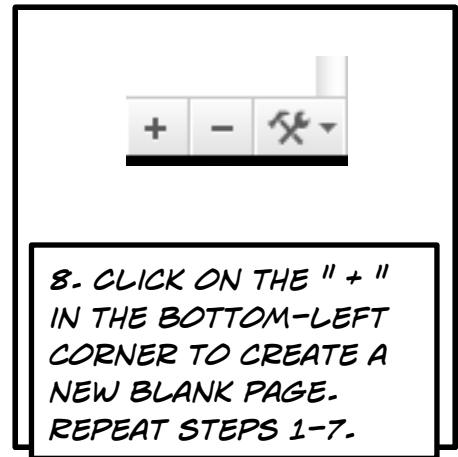 + -
8. CLICK ON THE " + "
IN THE BOTTOM-LEFT
CORNER TO CREATE A
NEW BLANK PAGE.
REPEAT STEPS 1-7.